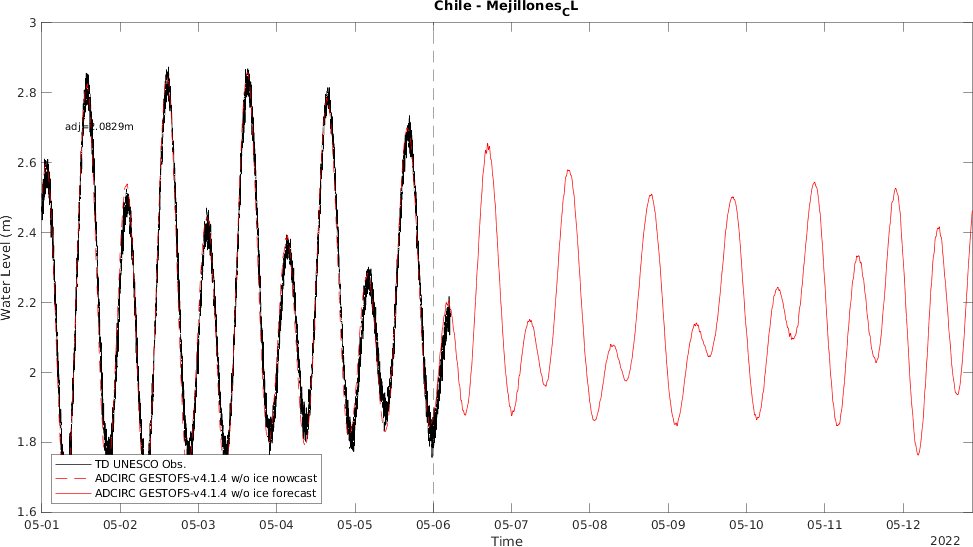 Chile - Mejillones_CL
3
2.8
2.6
2.4
2.2
2
1.8
1.6
Water Level (m)
adj=2.0829m
TD UNESCO Obs.
ADCIRC GESTOFS-v4.1.4 w/o ice nowcast
ADCIRC GESTOFS-v4.1.4 w/o ice forecast
05-01 05-02 05-03 05-04 05-05 05-06 05-07 05-08 05-09 05-10 05-11 05-12
Time
2022